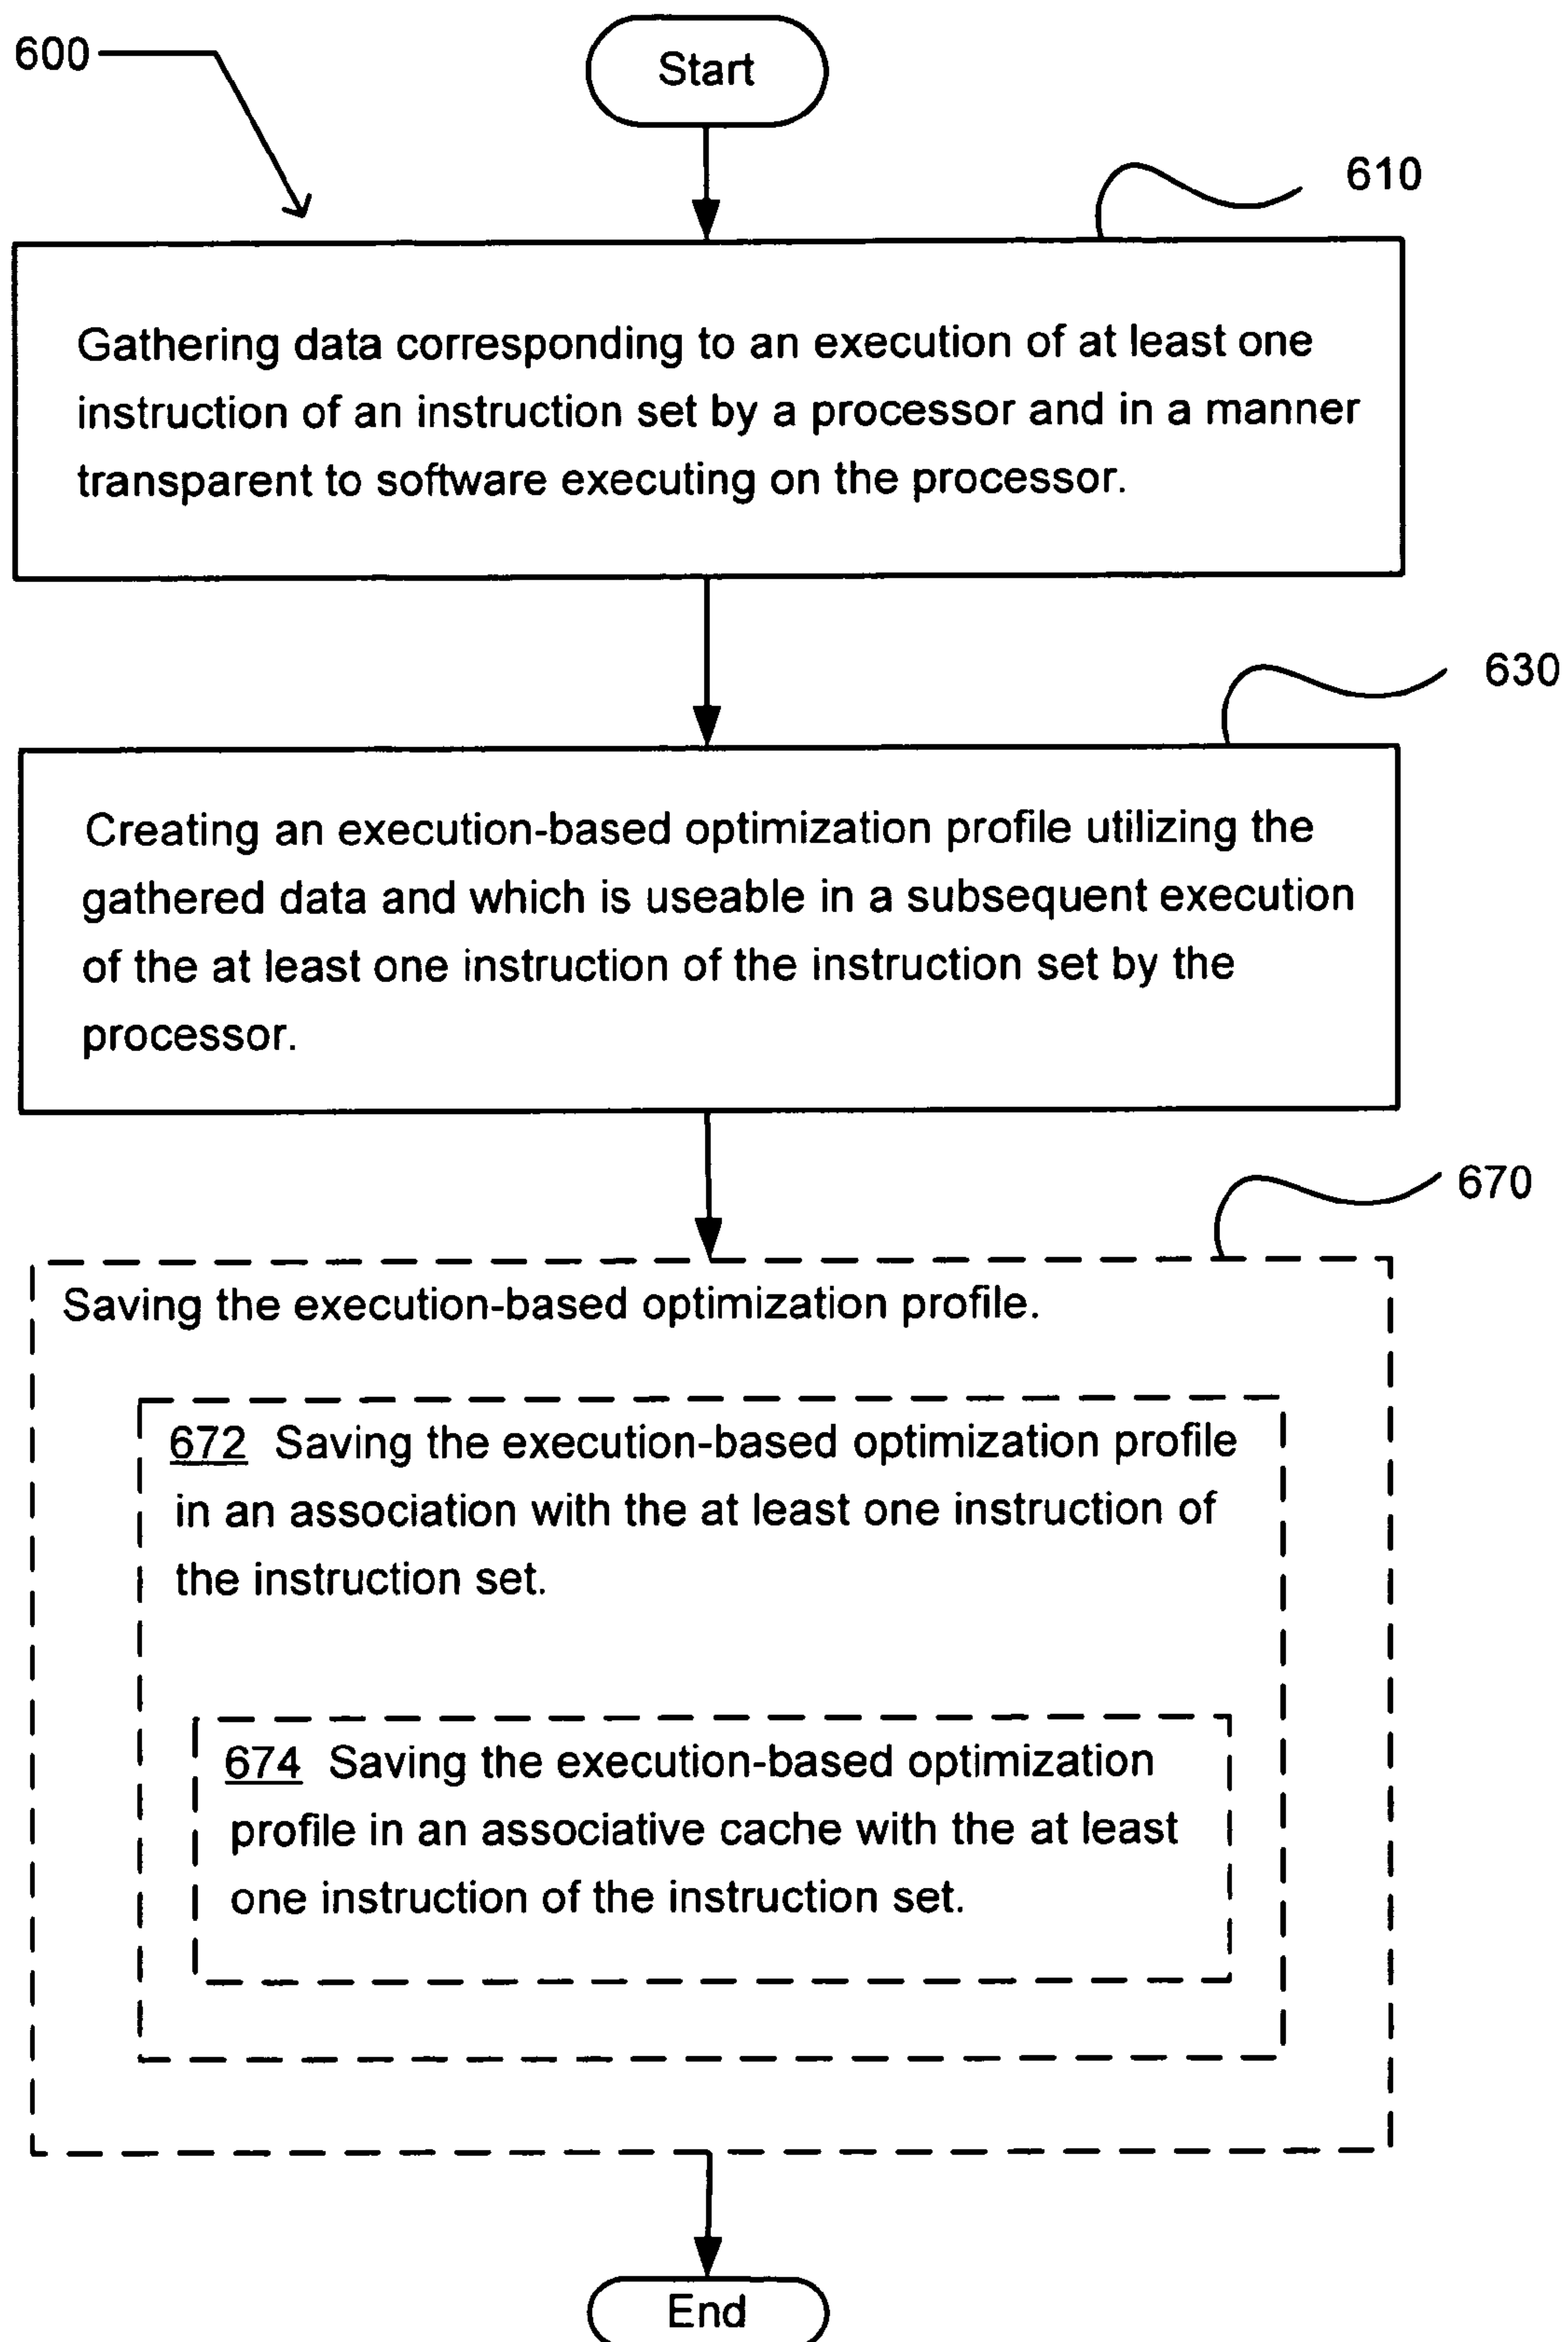 600
Start
610
Gathering data corresponding to an execution of at least one
instruction of an instruction set by a processor and in a manner
transparent to software executing on the processor.
630
Creating an execution-based optimization profile utilizing the
gathered data and which is useable in a subsequent execution
of the at least one instruction of the instruction set by the
processor.
670
Saving the execution-based optimization profile.
672 Saving the execution-based optimization profile
in an association with the at least one instruction of
the instruction set.
674 Saving the execution-based optimization
profile in an associative cache with the at least
one instruction of the instruction set.
End